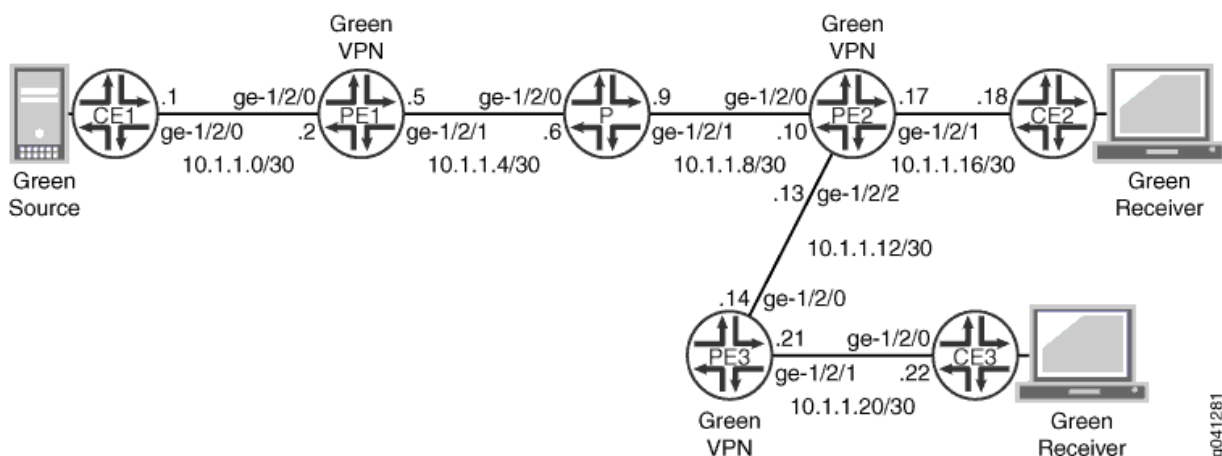 Green
VPN
Green
VPN
.1
ge-1/2/0
.5
ge-1/2/0
.9
ge-1/2/0
.17
.18
CE1
PE1
P
PE2
CE2
ge-1/2/0
.2
ge-1/2/1
.6
ge-1/2/1
.10
ge-1/2/1
10.1.1.0/30
10.1.1.4/30
10.1.1.8/30
10.1.1.16/30
Green
Source
Green
Receiver
.13
ge-1/2/2
10.1.1.12/30
.14
ge-1/2/0
.21
ge-1/2/0
PE3
CE3
ge-1/2/1
.22
10.1.1.20/30
Green
VPN
Green
Receiver
g041281